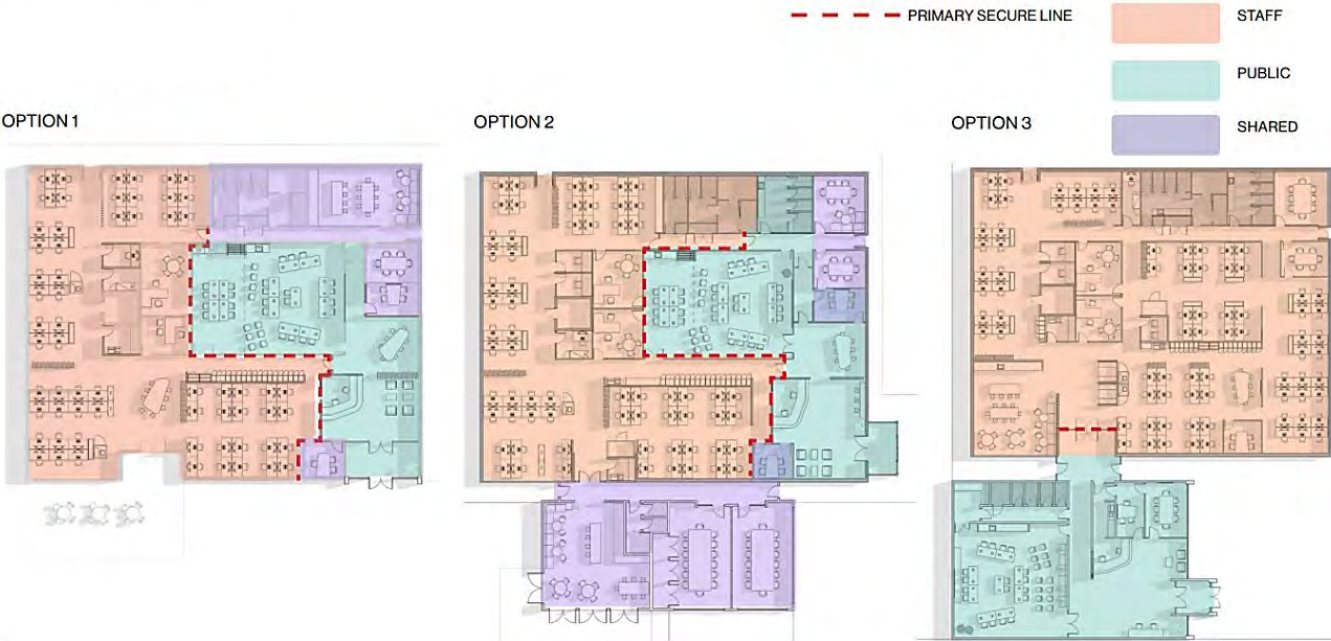 PRIMARY SECURE LINE
STAFF
PUBLIC
SHARED
OPTION 1
OPTION 2
OPTION 3